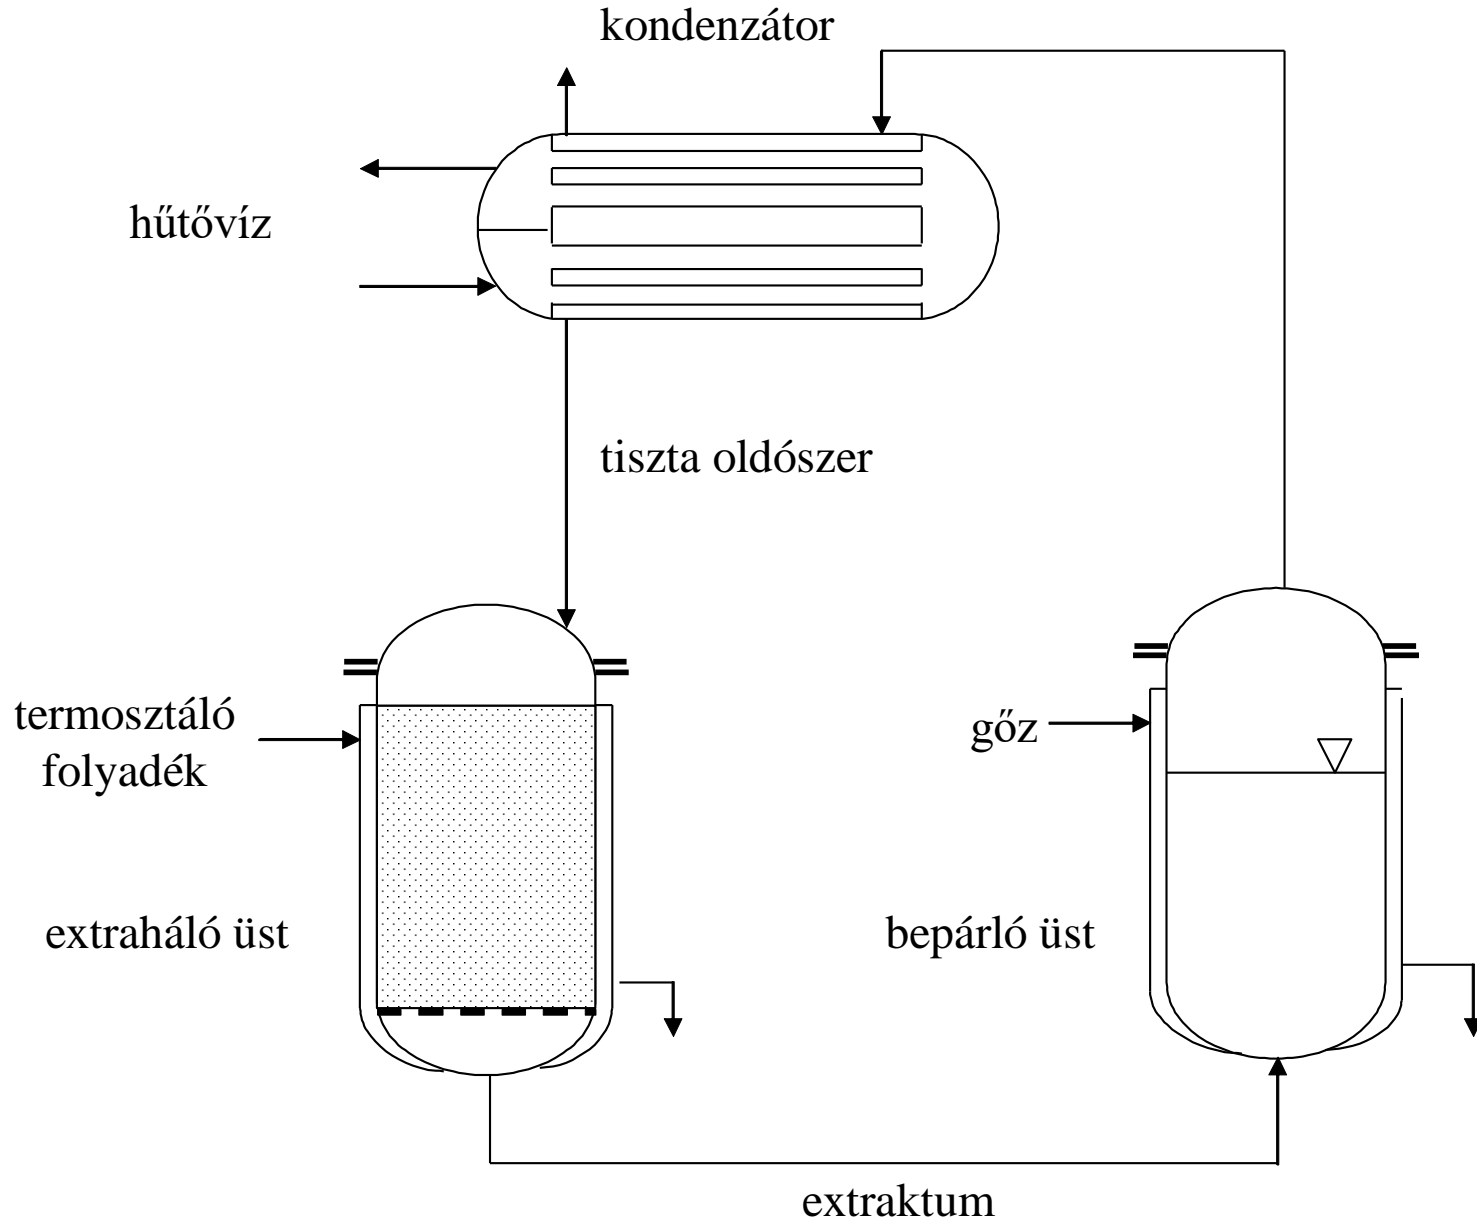 kondenzátor
hűtővíz
tiszta oldószer
termosztáló
folyadék
gőz
extraháló üst
bepárló üst
extraktum